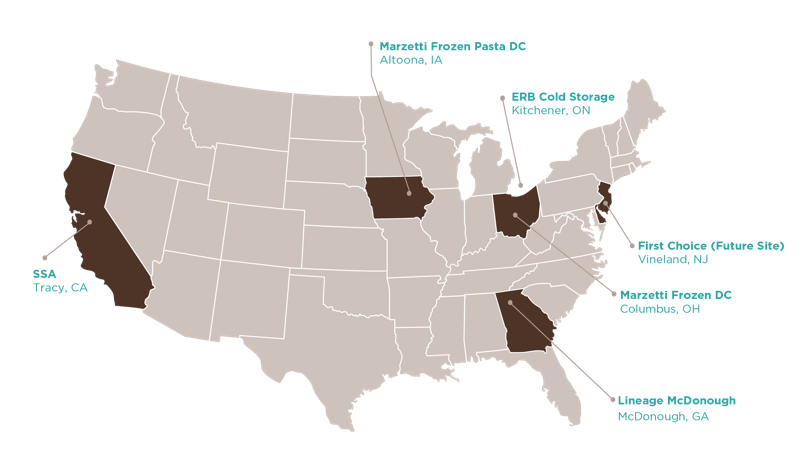 Marzetti Frozen Pasta DC
Altoona, IA
ERB Cold Storage
Kitchener, ON
First Choice (Future Site)
Vineland, NJ
SSA
Tracy, CA
Marzetti Frozen DC
Columbus, OH
Lineage McDonough
McDonough, GA